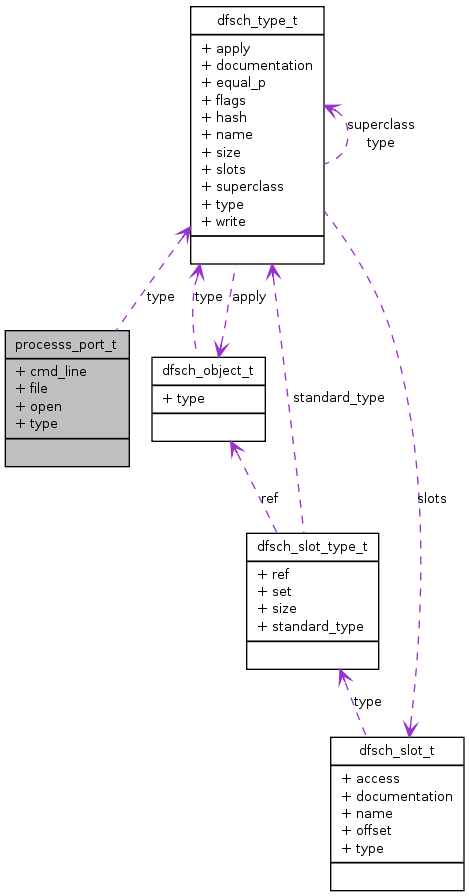 dfsch_type_t
+ apply
+ documentation
+ equal_p
+ flags
+ hash
+ name
+ size
+ slots
+ superclass
+ type
+ write
superclass
type
type
type
apply
processs_port_t
+ cmd_line
+ file
+ open
+ type
dfsch_object_t
+ type
standard_type
ref
slots
dfsch_slot_type_t
+ ref
+ set
+ size
+ standard_type
type
dfsch_slot_t
+ access
+ documentation
+ name
+ offset
+ type